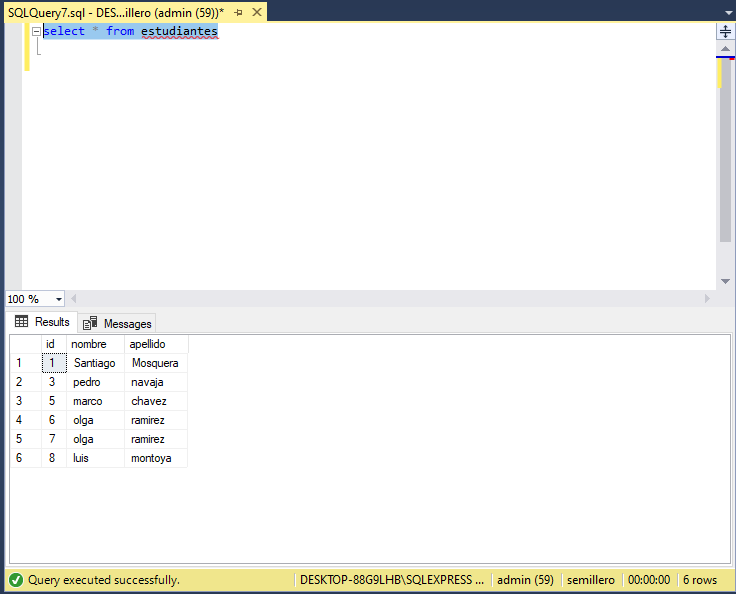 SQLQuery7.sql - DES...illero (admin (59))*
select * from estudiantes
100 %
Results Messages
id nombre apellido
1 1 Santiago Mosquera
2 3 pedro navaja
3 5 marco chavez
4 6 olga ramirez
5 7 olga ramirez
6 8 luis montoya
Query executed successfully. DESKTOP-88G9LHB\SQLEXPRESS ... admin (59) semillero 00:00:00 6 rows